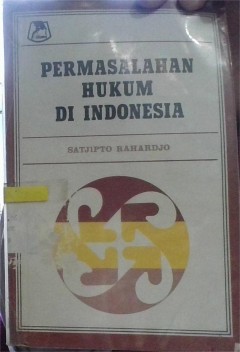 PERMASALAHAN
HUKUM
DI INDONESIA
SATJIPTO RAHARDJO